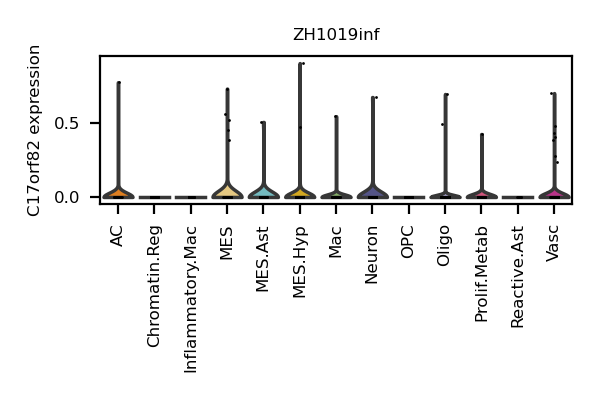 ZH1019inf
C17orf82 expression
0.5
0.0
AC
Chromatin.Reg
Inflammatory.Mac
MES
MES.Ast
MES.Hyp
Mac
Neuron
OPC
Oligo
Prolif.Metab
Reactive.Ast
Vasc